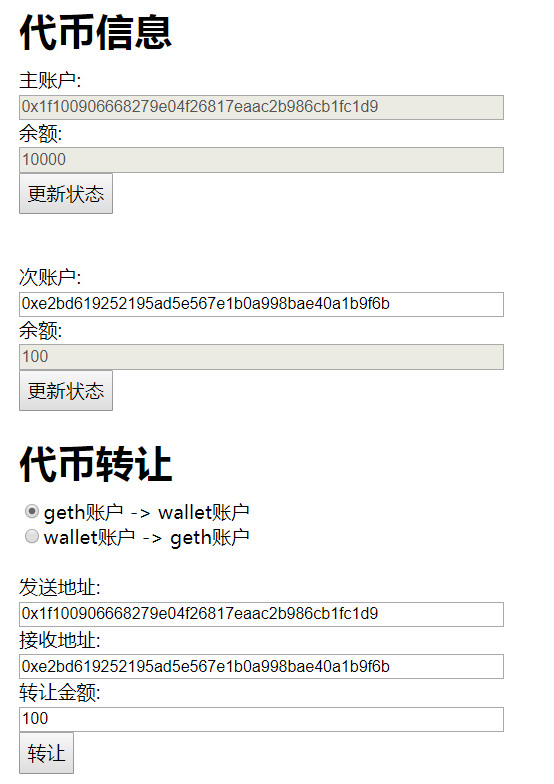 代币信息
主账户:
0x1f100906668279e04f26817eaac2b986cb1fc1d9
余额:
10000
更新状态
次账户:
0xe2bd619252195ad5e567e1b0a998bae40a1b9f6b
余额:
100
更新状态
代币转让
geth账户 -> wallet账户
wallet账户 -> geth账户
发送地址:
0x1f100906668279e04f26817eaac2b986cb1fc1d9
接收地址:
0xe2bd619252195ad5e567e1b0a998bae40a1b9f6b
转让金额:
100
转让